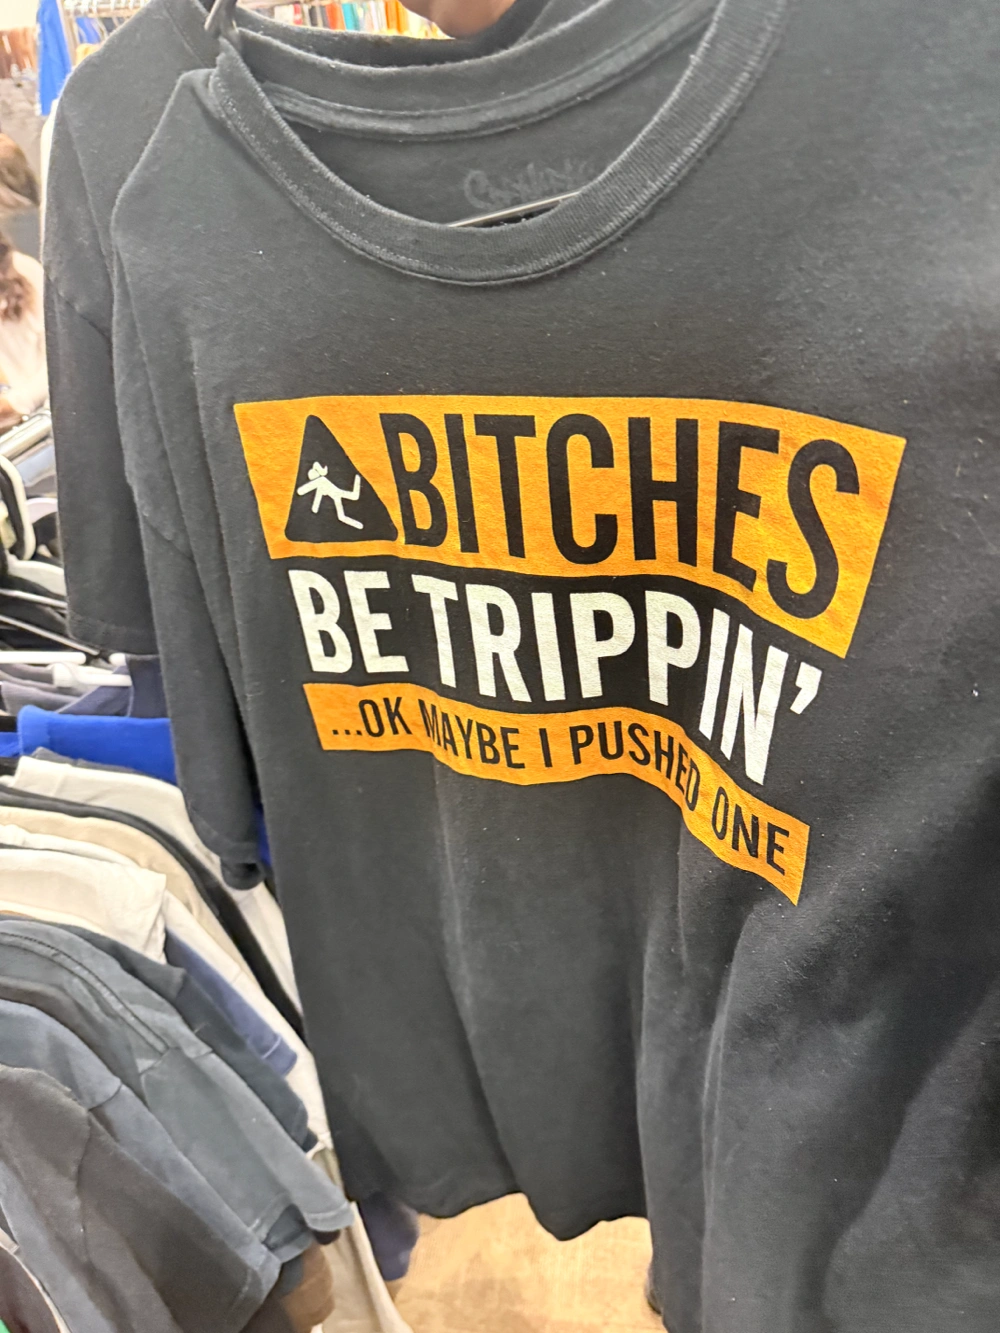 BITCHES
BE TRIPPIN'
...OK MAYBE I PUSHED ONE